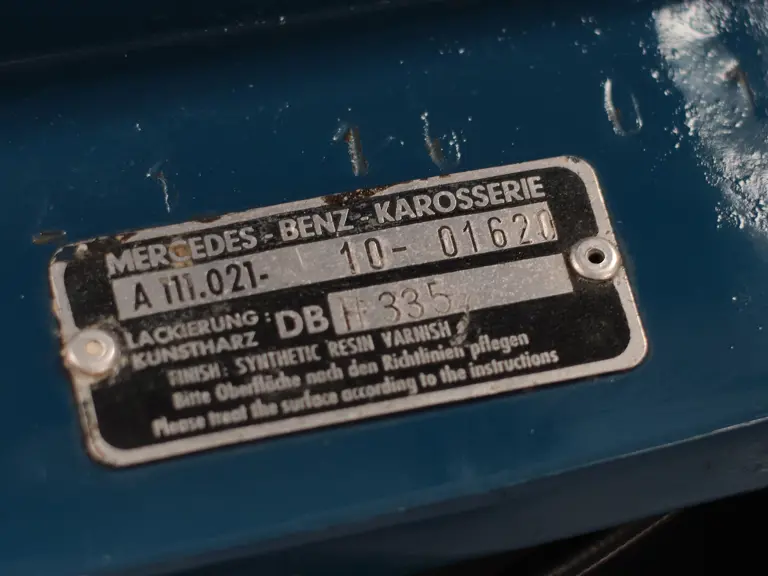 MERCEDES-BENZ-KAROSSERIE
A 111.021- 10- 01620
LACKIERUNG: DB H 335
KUNSTHARZ
FINISH: SYNTHETIC RESIN VARNISH
Bitte Oberfläche nach den Richtlinien pflegen
Please treat the surface according to the instructions